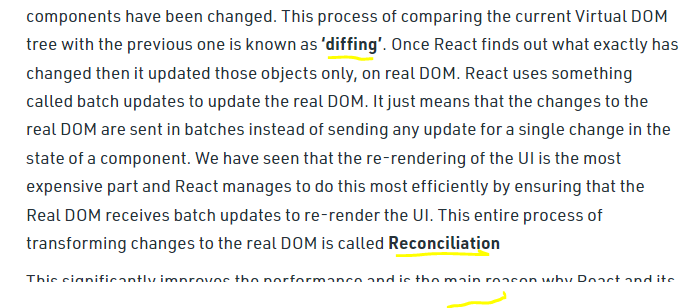 components have been changed. This process of comparing the current Virtual DOM
tree with the previous one is known as ‘diffing’. Once React finds out what exactly has
changed then it updated those objects only, on real DOM. React uses something
called batch updates to update the real DOM. It just means that the changes to the
real DOM are sent in batches instead of sending any update for a single change in the
state of a component. We have seen that the re-rendering of the UI is the most
expensive part and React manages to do this most efficiently by ensuring that the
Real DOM receives batch updates to re-render the UI. This entire process of
transforming changes to the real DOM is called Reconciliation
This significantly improves the performance and is the main reason why React and its